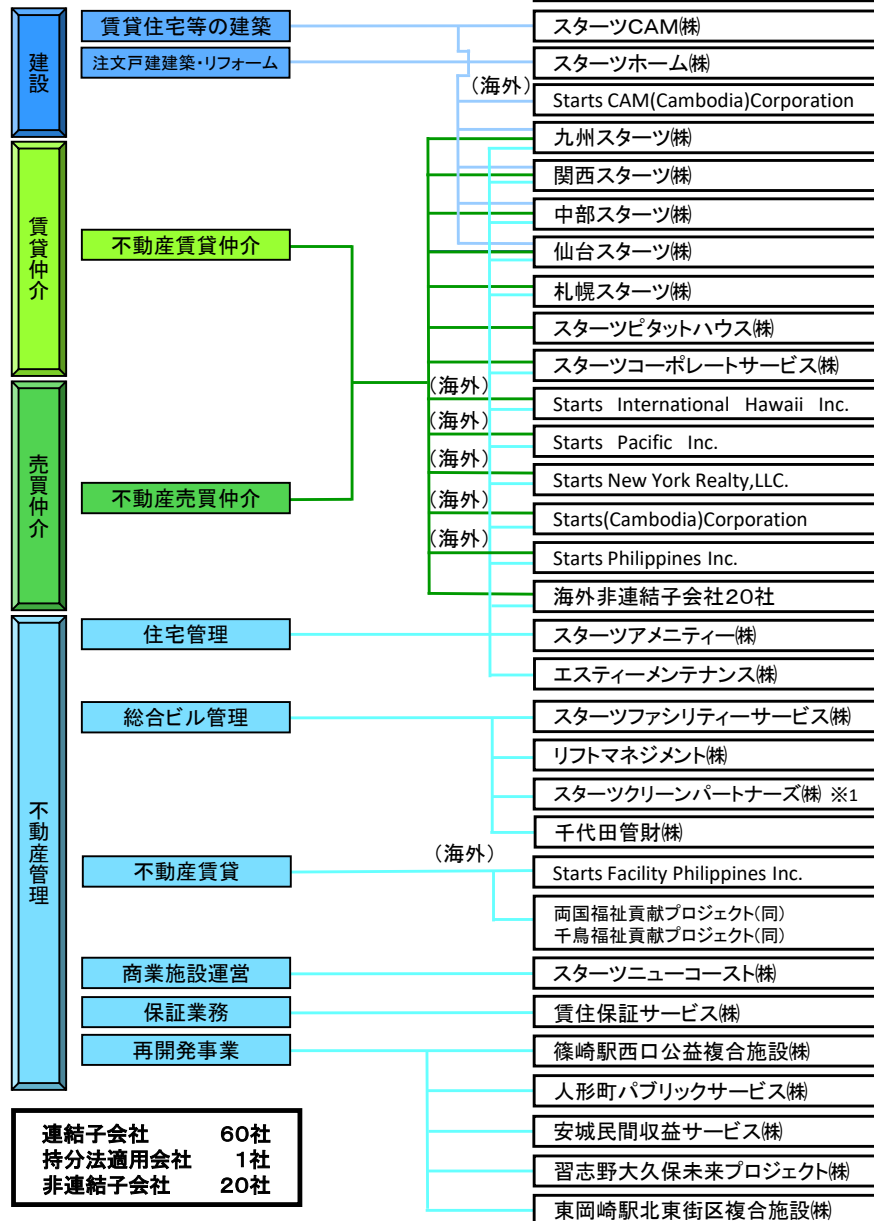 建設
賃貸住宅等の建築
注文戸建建築・リフォーム
スターツCAM㈱
スターツホーム㈱
(海外)
Starts CAM(Cambodia)Corporation
九州スターツ㈱
関西スターツ㈱
中部スターツ㈱
仙台スターツ㈱
札幌スターツ㈱
スターツピタットハウス㈱
スターツコーポレートサービス㈱
賃貸仲介
不動産賃貸仲介
(海外)
Starts International Hawaii Inc.
(海外)
Starts Pacific Inc.
(海外)
Starts New York Realty,LLC.
(海外)
Starts(Cambodia)Corporation
(海外)
Starts Philippines Inc.
海外非連結子会社20社
売買仲介
不動産売買仲介
不動産管理
住宅管理
スターツアメニティー㈱
エスティーメンテナンス㈱
総合ビル管理
スターツファシリティーサービス㈱
リフトマネジメント㈱
スターツクリーンパートナーズ㈱ ※1
千代田管財㈱
不動産賃貸
(海外)
Starts Facility Philippines Inc.
両国福祉貢献プロジェクト(同)
千鳥福祉貢献プロジェクト(同)
商業施設運営
スターツニューコースト㈱
保証業務
賃住保証サービス㈱
再開発事業
篠崎駅西口公益複合施設㈱
人形町パブリックサービス㈱
安城民間収益サービス㈱
習志野大久保未来プロジェクト㈱
東岡崎駅北東街区複合施設㈱
連結子会社 60社
持分法適用会社 1社
非連結子会社 20社